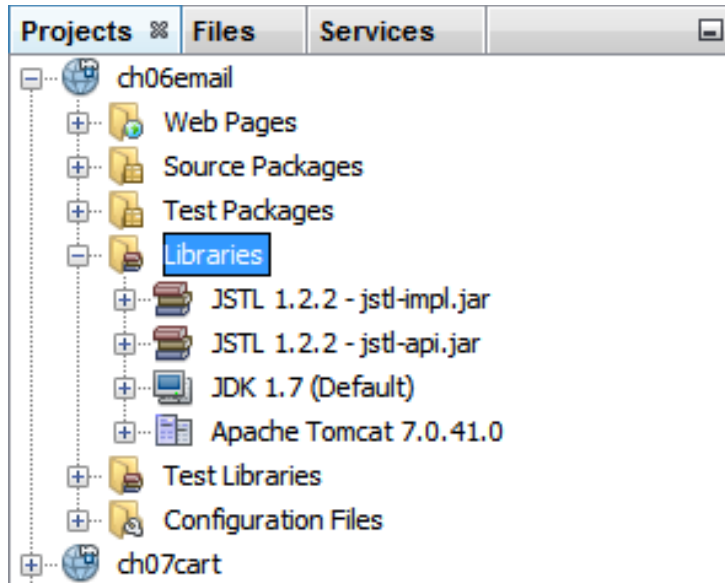 Projects Files Services
ch06email
Web Pages
Source Packages
Test Packages
Libraries
JSTL 1.2.2 - jstl-impl.jar
JSTL 1.2.2 - jstl-api.jar
JDK 1.7 (Default)
Apache Tomcat 7.0.41.0
Test Libraries
Configuration Files
ch07cart